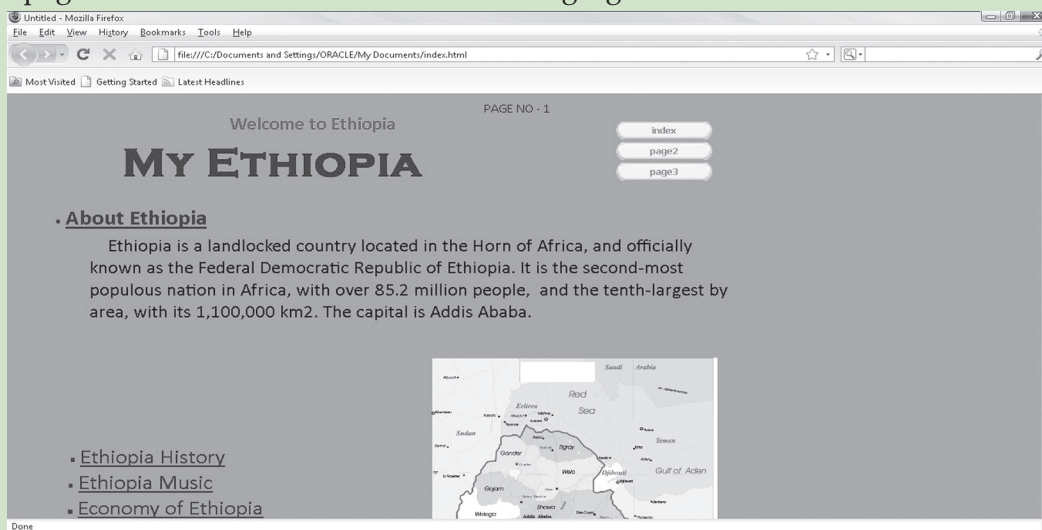 Untitled - Mozilla Firefox
File Edit View History Bookmarks Tools Help
file:///C:/Documents and Settings/ORACLE/My Documents/index.html
Most Visited Getting Started Latest Headlines
PAGE NO - 1
Welcome to Ethiopia
My Ethiopia
index
page2
page3
About Ethiopia
Ethiopia is a landlocked country located in the Horn of Africa, and officially
known as the Federal Democratic Republic of Ethiopia. It is the second-most
populous nation in Africa, with over 85.2 million people, and the tenth-largest by
area, with its 1,100,000 km2. The capital is Addis Ababa.
Saudi Arabia
Red
Sea
Eritrea
Sudan
Yemen
Tigray
Gonder
Welo
Djibouti
Gulf of Aden
Gojam
Shewa
Welega
Addis Ababa
Ethiopia History
Ethiopia Music
Economy of Ethiopia
Done